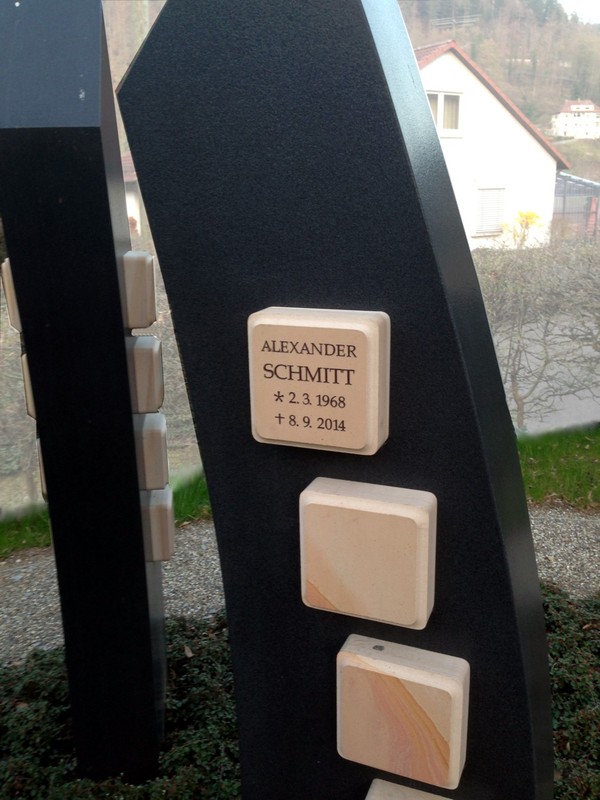 ALEXANDER
SCHMITT
* 2. 3. 1968
† 8. 9. 2014